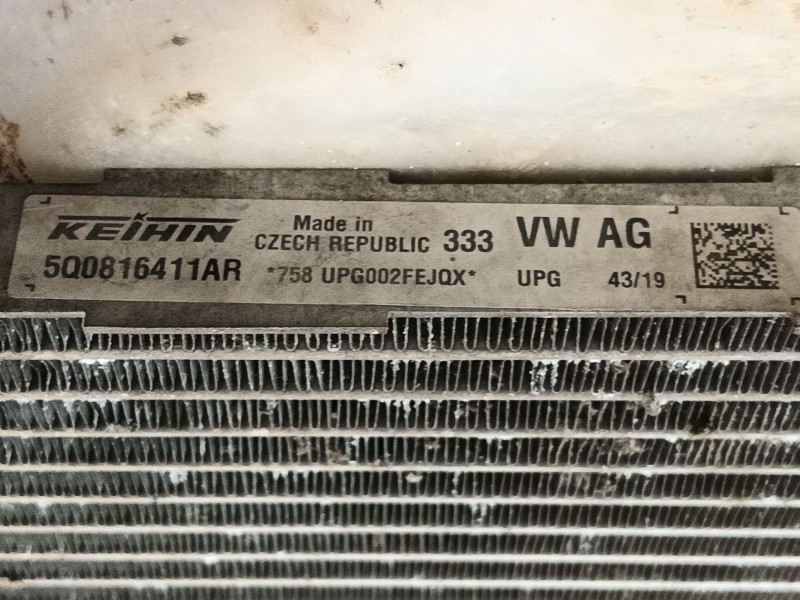 KEIHIN Made in
CZECH REPUBLIC 333 VW AG
5Q0816411AR *758 UPG002FEJQX* UPG 43/19